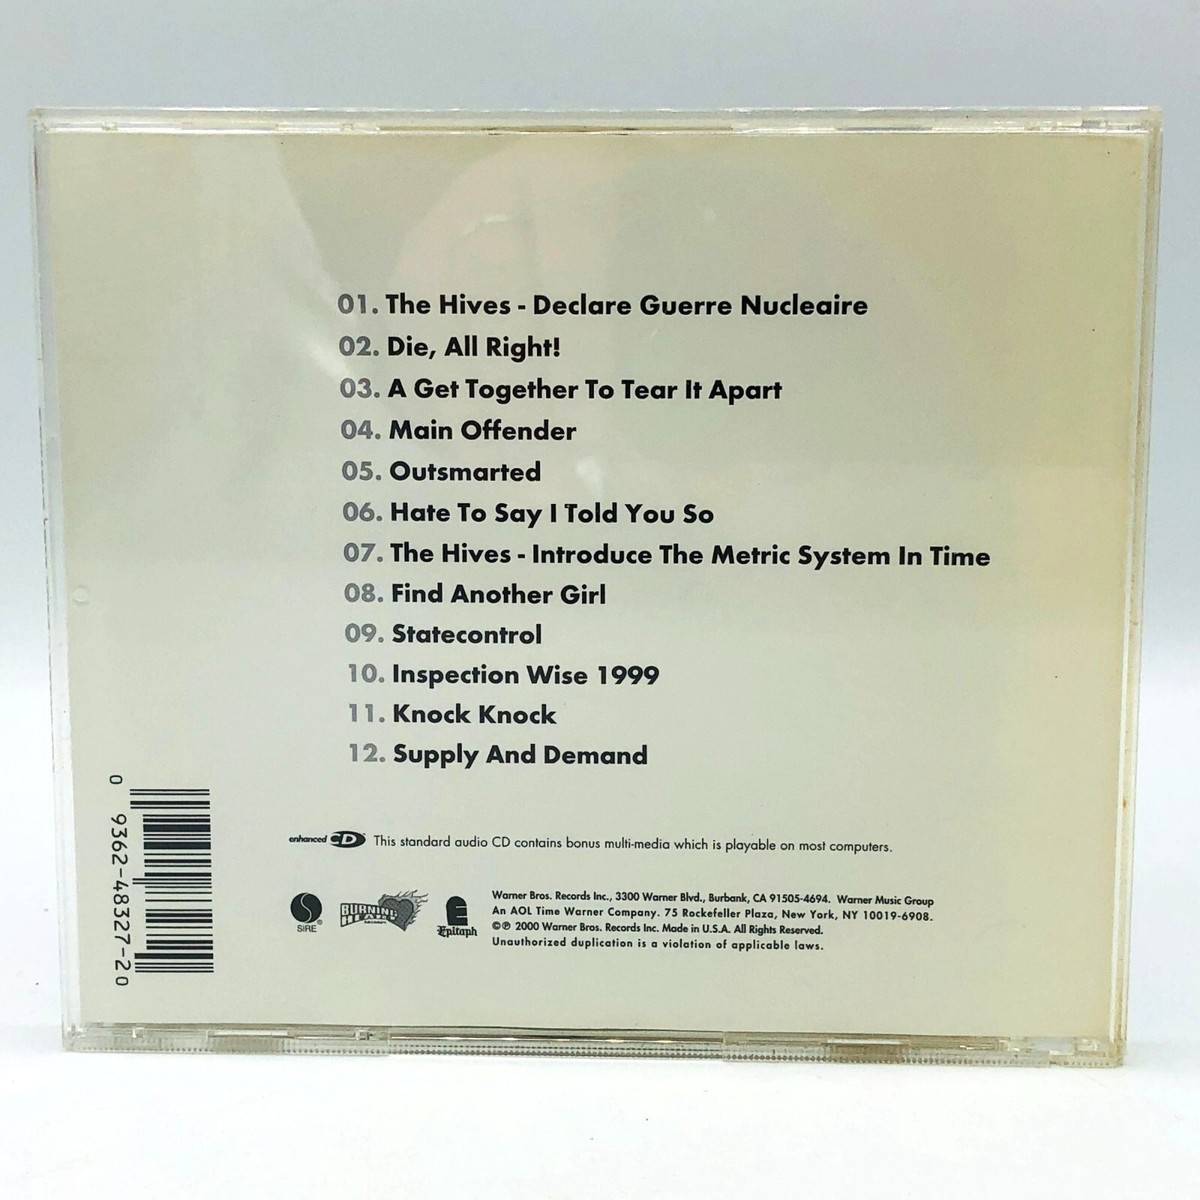 01. The Hives - Declare Guerre Nucleaire
02. Die, All Right!
03. A Get Together To Tear It Apart
04. Main Offender
05. Outsmarted
06. Hate To Say I Told You So
07. The Hives - Introduce The Metric System In Time
08. Find Another Girl
09. Statecontrol
10. Inspection Wise 1999
11. Knock Knock
12. Supply And Demand
0 9362-48327-2 0
enhanced CD This standard audio CD contains bonus multi-media which is playable on most computers.
SIRE
BURNING HEART
Epitaph
Warner Bros. Records Inc., 3300 Warner Blvd., Burbank, CA 91505-4694. Warner Music Group
An AOL Time Warner Company. 75 Rockefeller Plaza, New York, NY 10019-6908.
©℗ 2000 Warner Bros. Records Inc. Made in U.S.A. All Rights Reserved.
Unauthorized duplication is a violation of applicable laws.